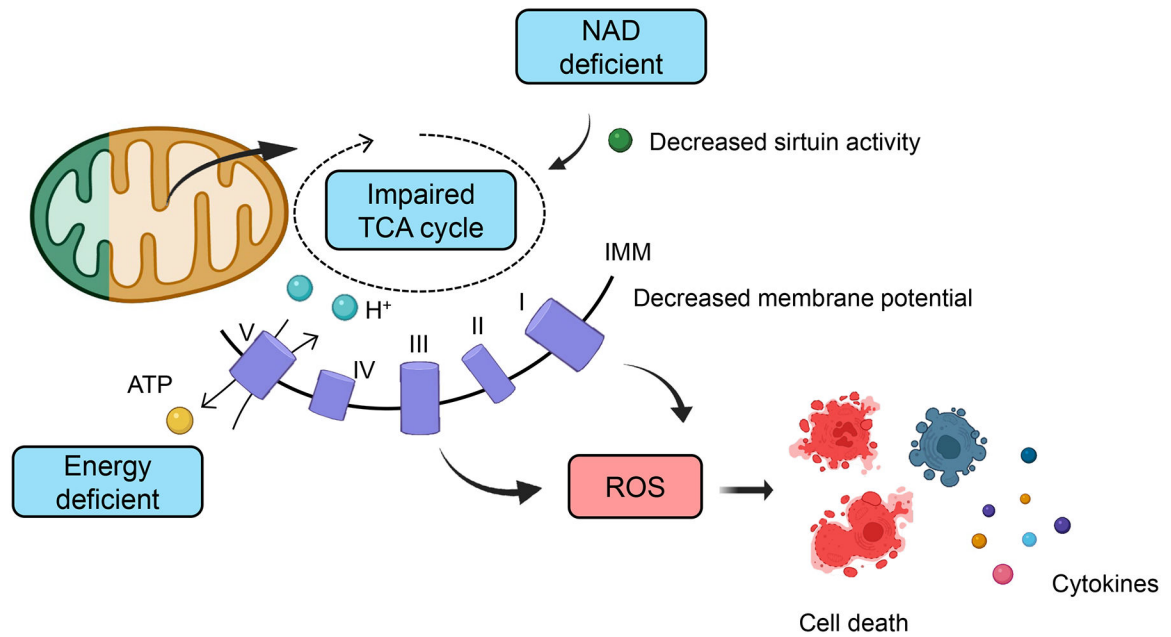 NAD
deficient
Decreased sirtuin activity
Impaired
TCA cycle
IMM
Decreased membrane potential
H⁺
I
II
III
IV
V
ATP
Energy
deficient
ROS
Cytokines
Cell death